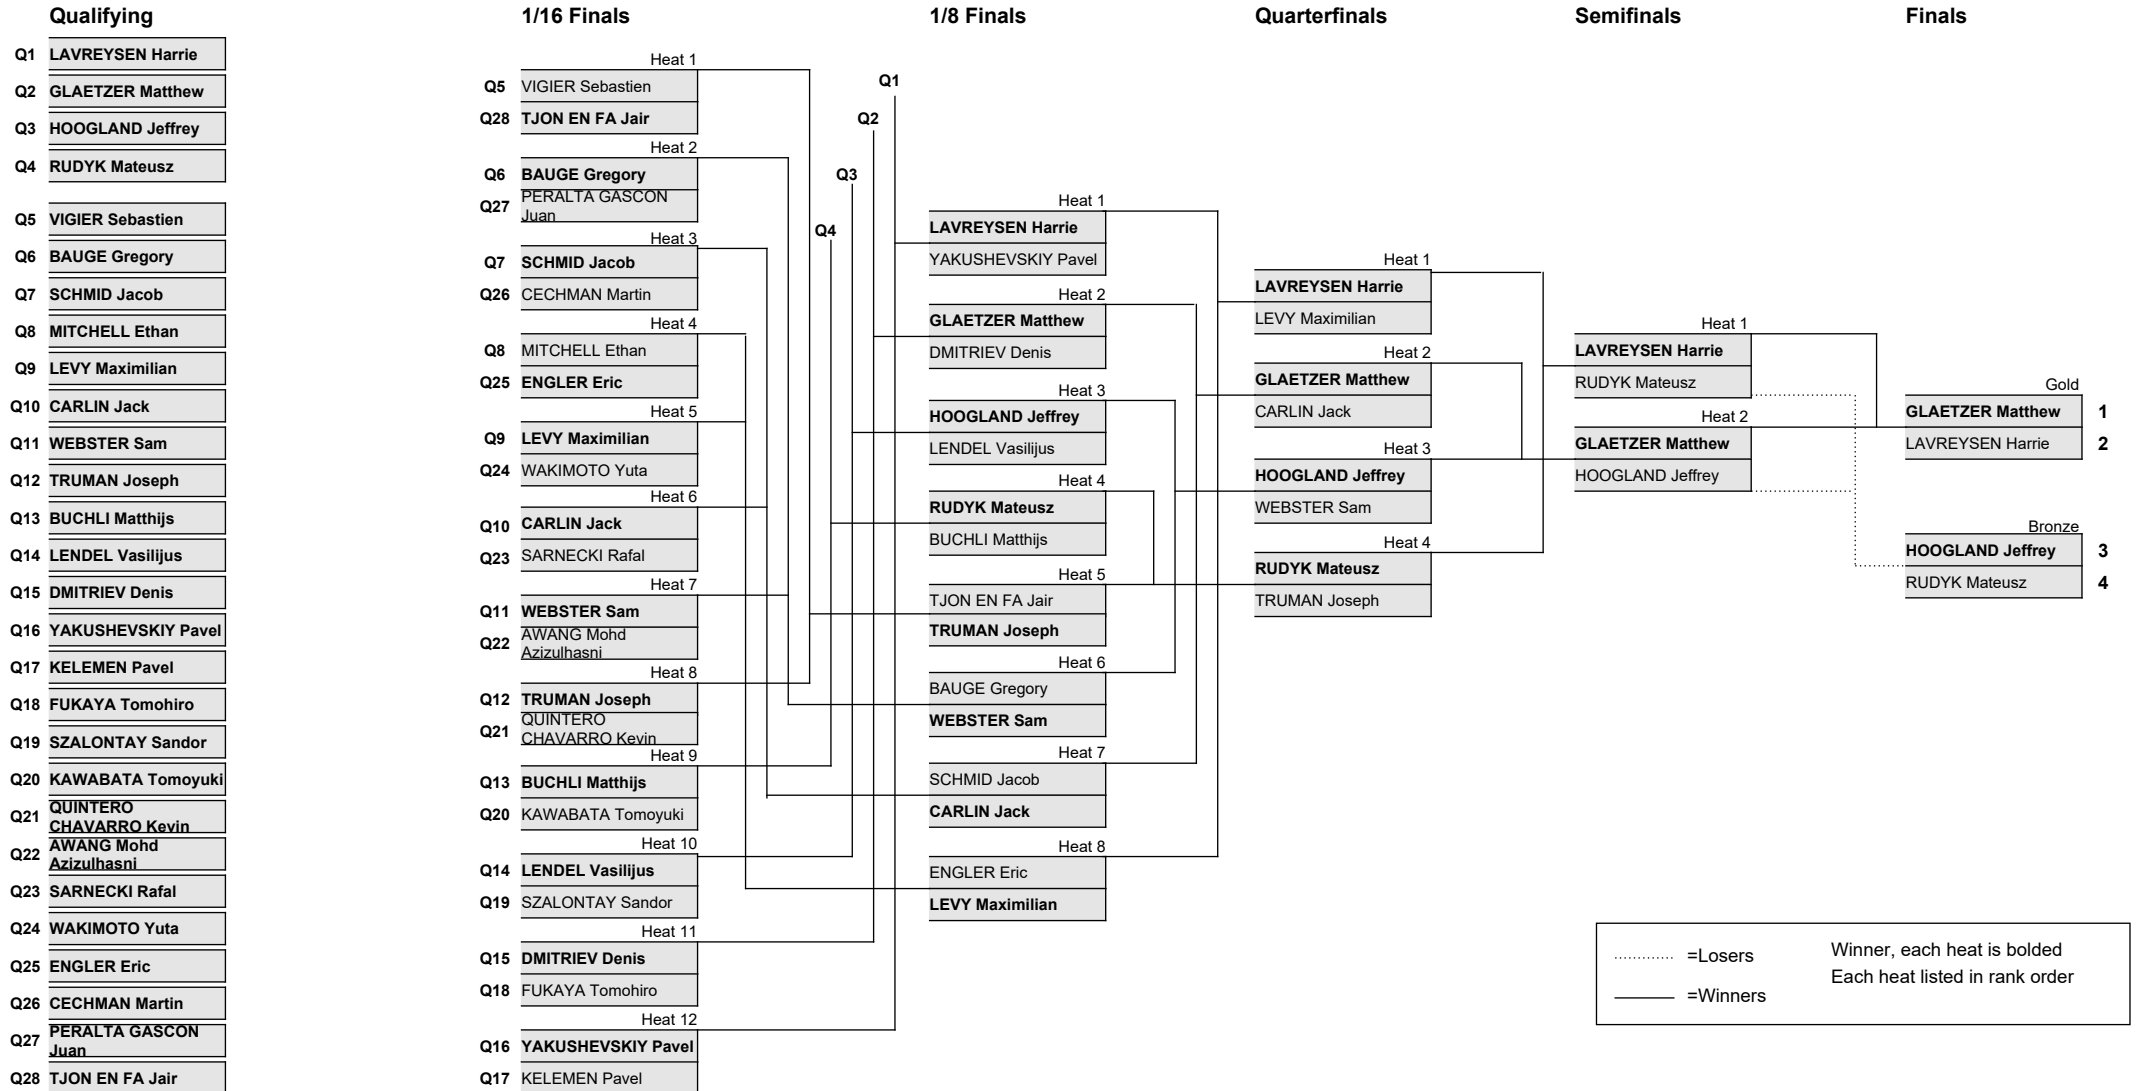 Qualifying
Q1 LAVREYSEN Harrie
Q2 GLAETZER Matthew
Q3 HOOGLAND Jeffrey
Q4 RUDYK Mateusz
Q5 VIGIER Sebastien
Q6 BAUGE Gregory
Q7 SCHMID Jacob
Q8 MITCHELL Ethan
Q9 LEVY Maximilian
Q10 CARLIN Jack
Q11 WEBSTER Sam
Q12 TRUMAN Joseph
Q13 BUCHLI Matthijs
Q14 LENDEL Vasilijus
Q15 DMITRIEV Denis
Q16 YAKUSHEVSKIY Pavel
Q17 KELEMEN Pavel
Q18 FUKAYA Tomohiro
Q19 SZALONTAY Sandor
Q20 KAWABATA Tomoyuki
Q21 QUINTERO
CHAVARRO Kevin
Q22 AWANG Mohd
Azizulhasni
Q23 SARNECKI Rafal
Q24 WAKIMOTO Yuta
Q25 ENGLER Eric
Q26 CECHMAN Martin
Q27 PERALTA GASCON
Juan
Q28 TJON EN FA Jair
1/16 Finals
Heat 1
Q5 VIGIER Sebastien
Q28 TJON EN FA Jair
Heat 2
Q6 BAUGE Gregory
Q27 PERALTA GASCON
Juan
Heat 3
Q7 SCHMID Jacob
Q26 CECHMAN Martin
Heat 4
Q8 MITCHELL Ethan
Q25 ENGLER Eric
Heat 5
Q9 LEVY Maximilian
Q24 WAKIMOTO Yuta
Heat 6
Q10 CARLIN Jack
Q23 SARNECKI Rafal
Heat 7
Q11 WEBSTER Sam
Q22 AWANG Mohd
Azizulhasni
Heat 8
Q12 TRUMAN Joseph
Q21 QUINTERO
CHAVARRO Kevin
Heat 9
Q13 BUCHLI Matthijs
Q20 KAWABATA Tomoyuki
Heat 10
Q14 LENDEL Vasilijus
Q19 SZALONTAY Sandor
Heat 11
Q15 DMITRIEV Denis
Q18 FUKAYA Tomohiro
Heat 12
Q16 YAKUSHEVSKIY Pavel
Q17 KELEMEN Pavel
Q1
Q2
Q3
Q4
1/8 Finals
Heat 1
LAVREYSEN Harrie
YAKUSHEVSKIY Pavel
Heat 2
GLAETZER Matthew
DMITRIEV Denis
Heat 3
HOOGLAND Jeffrey
LENDEL Vasilijus
Heat 4
RUDYK Mateusz
BUCHLI Matthijs
Heat 5
TJON EN FA Jair
TRUMAN Joseph
Heat 6
BAUGE Gregory
WEBSTER Sam
Heat 7
SCHMID Jacob
CARLIN Jack
Heat 8
ENGLER Eric
LEVY Maximilian
Quarterfinals
Heat 1
LAVREYSEN Harrie
LEVY Maximilian
Heat 2
GLAETZER Matthew
CARLIN Jack
Heat 3
HOOGLAND Jeffrey
WEBSTER Sam
Heat 4
RUDYK Mateusz
TRUMAN Joseph
Semifinals
Heat 1
LAVREYSEN Harrie
RUDYK Mateusz
Heat 2
GLAETZER Matthew
HOOGLAND Jeffrey
Finals
Gold
GLAETZER Matthew 1
LAVREYSEN Harrie 2
Bronze
HOOGLAND Jeffrey 3
RUDYK Mateusz 4
=Losers
=Winners
Winner, each heat is bolded
Each heat listed in rank order